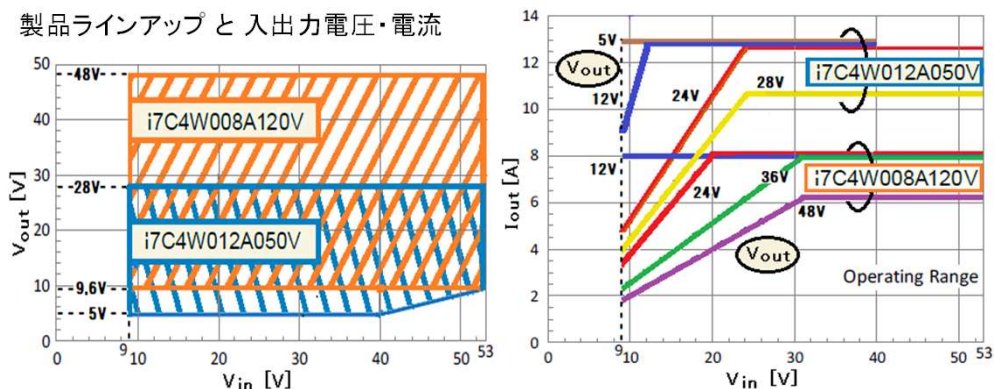 製品ラインアップ と 入出力電圧・電流
50
40
30
20
10
0
Vout [V]
48V
28V
9,6V
5V
i7C4W008A120V
i7C4W012A050V
0
9
10
20
30
40
50
53
Vin [V]
14
12
10
8
6
4
2
0
Iout [A]
5V
Vout
12V
24V
28V
i7C4W012A050V
12V
24V
36V
48V
i7C4W008A120V
Vout
Operating Range
0
9
10
20
30
40
50
53
Vin [V]